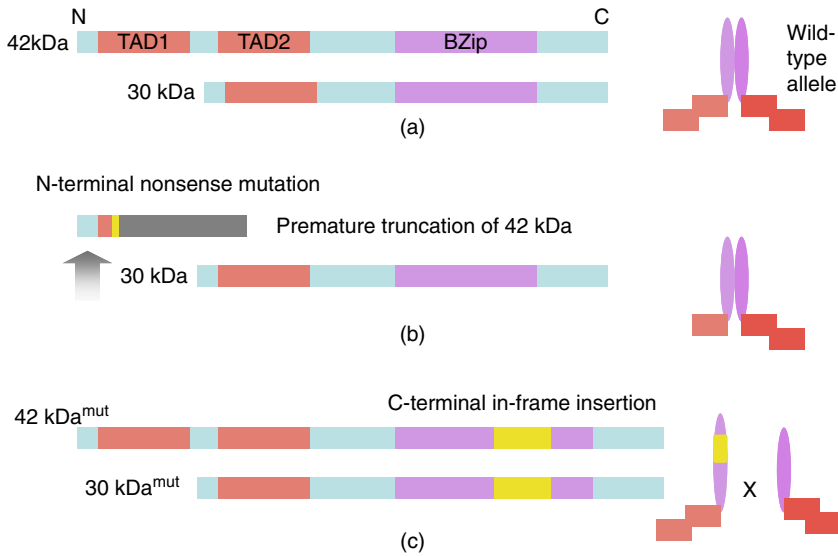 N
C
42kDa
TAD1
TAD2
BZip
Wild-
type
allele
30 kDa
(a)
N-terminal nonsense mutation
Premature truncation of 42 kDa
30 kDa
(b)
C-terminal in-frame insertion
42 kDa^mut
30 kDa^mut
X
(c)